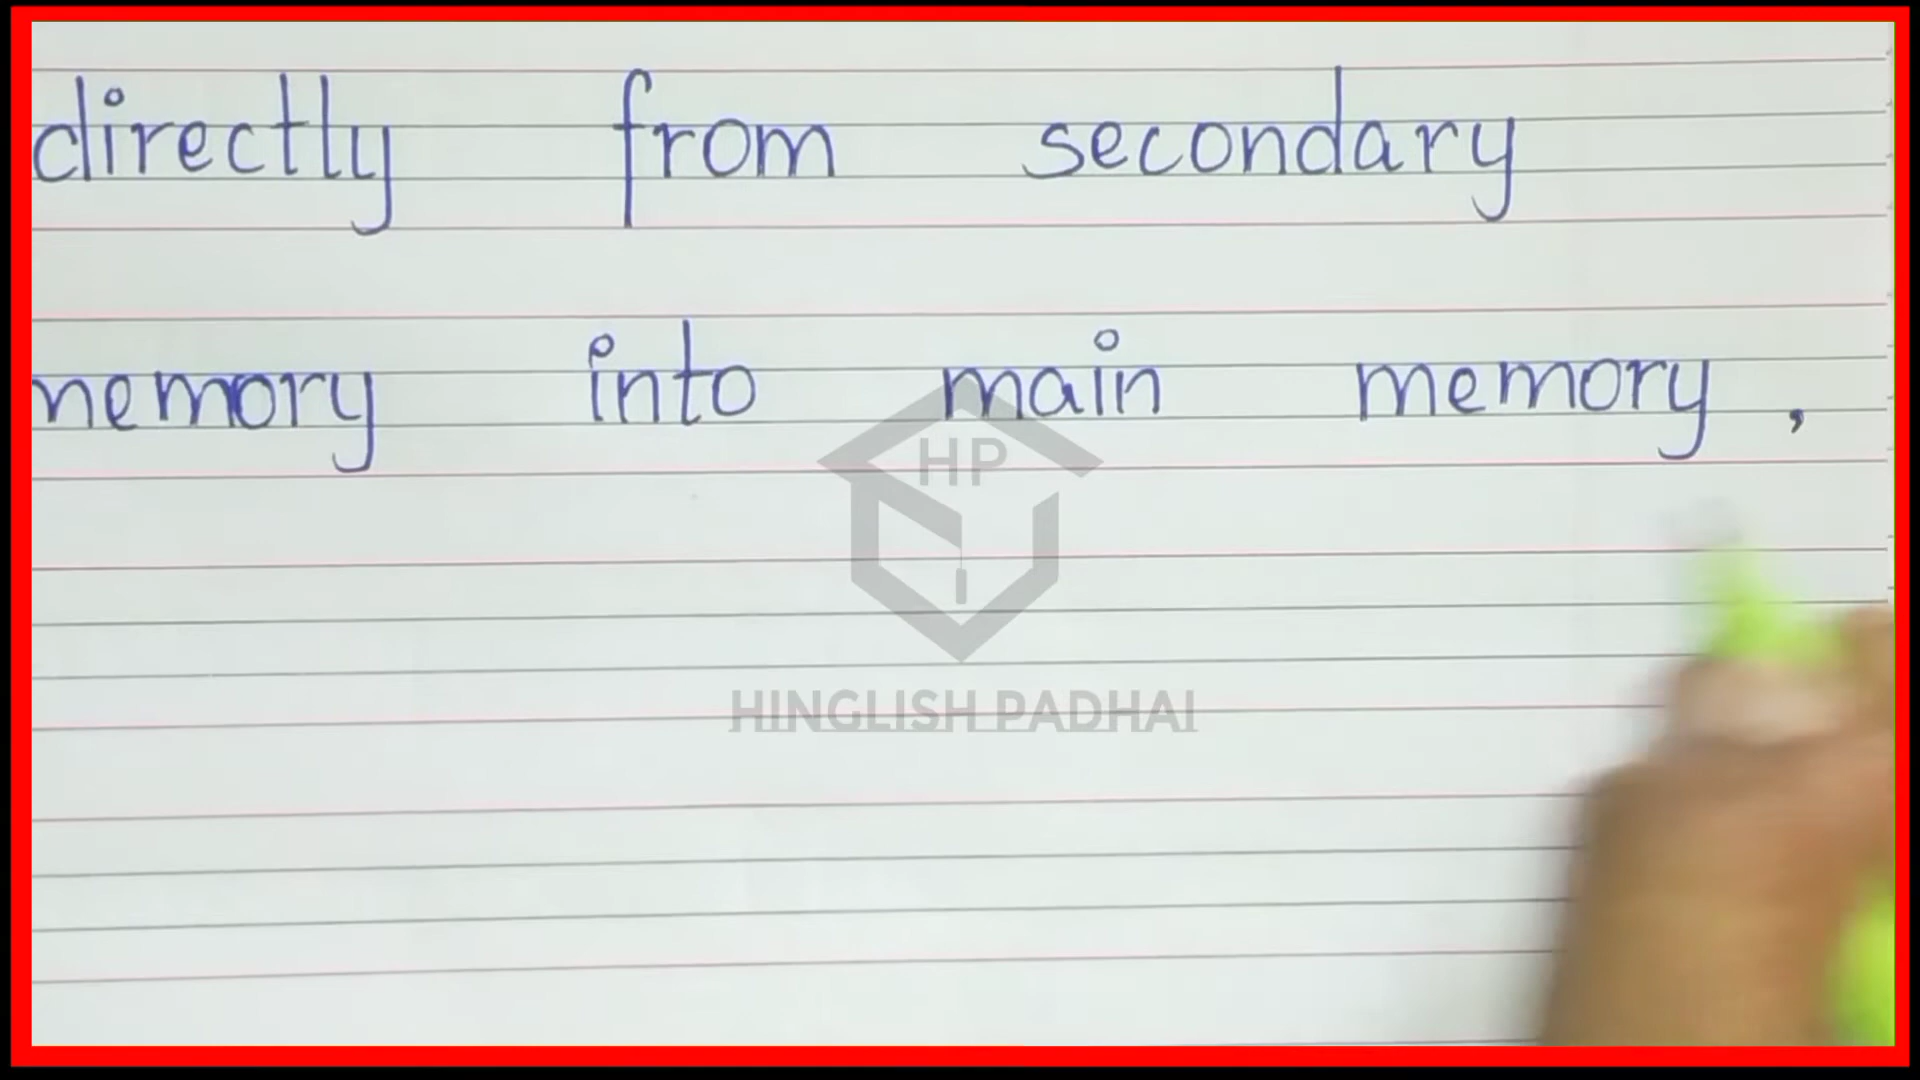 directly from secondary
memory into main memory,
HP
HINGLISH PADHAI